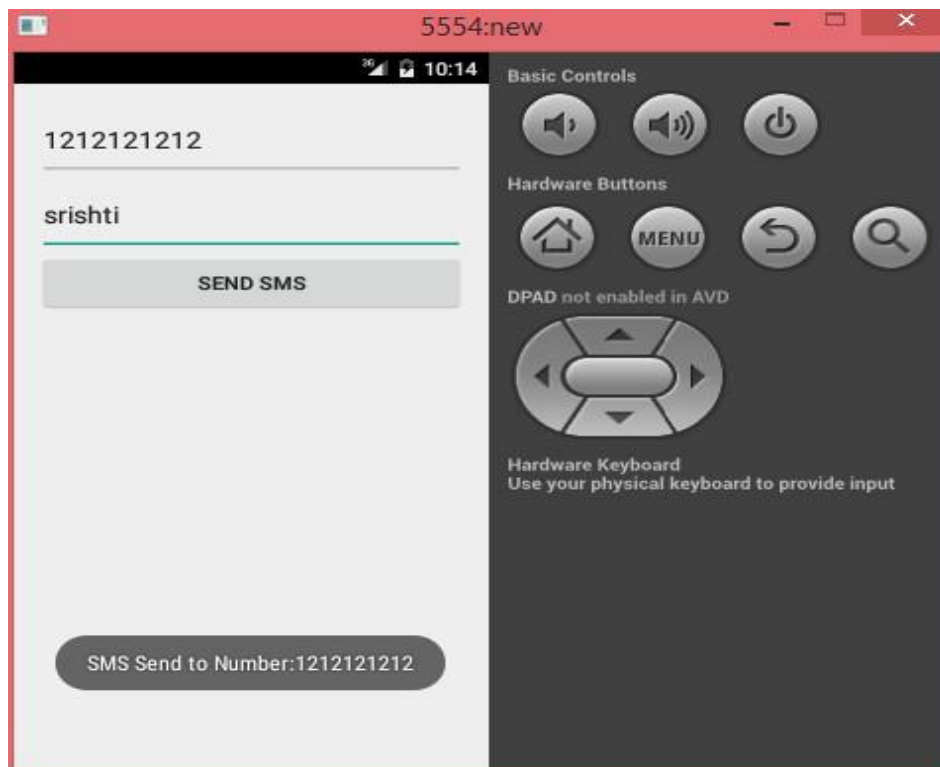 5554:new
3G 10:14
1212121212
srishti
SEND SMS
SMS Send to Number:1212121212
Basic Controls
Hardware Buttons
MENU
DPAD not enabled in AVD
Hardware Keyboard
Use your physical keyboard to provide input